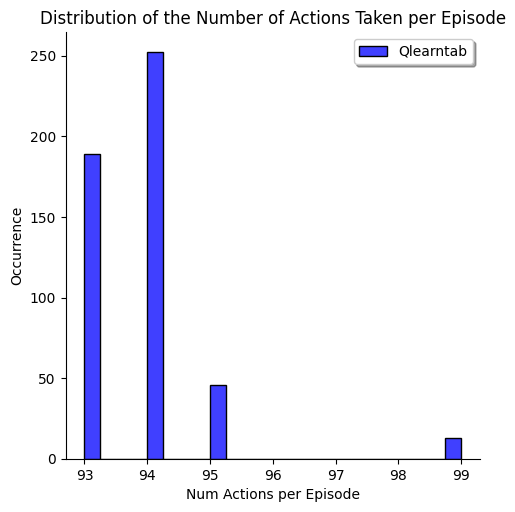 Distribution of the Number of Actions Taken per Episode
Qlearntab
250
200
150
100
50
0
Occurrence
93 94 95 96 97 98 99
Num Actions per Episode